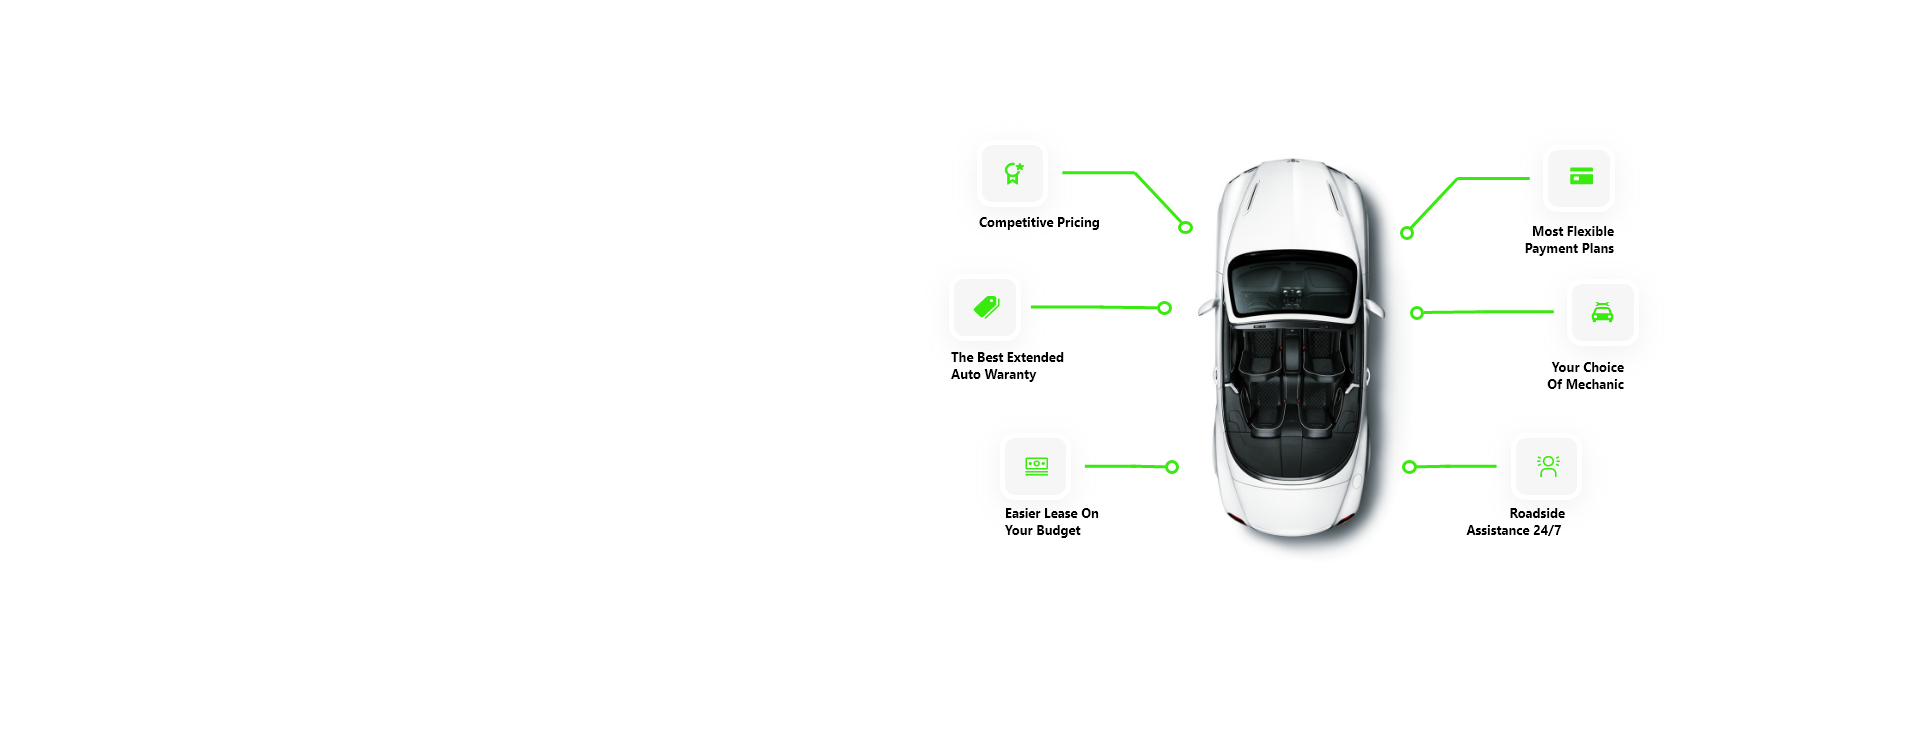 Competitive Pricing
Most Flexible
Payment Plans
The Best Extended
Auto Waranty
Your Choice
Of Mechanic
Easier Lease On
Your Budget
Roadside
Assistance 24/7